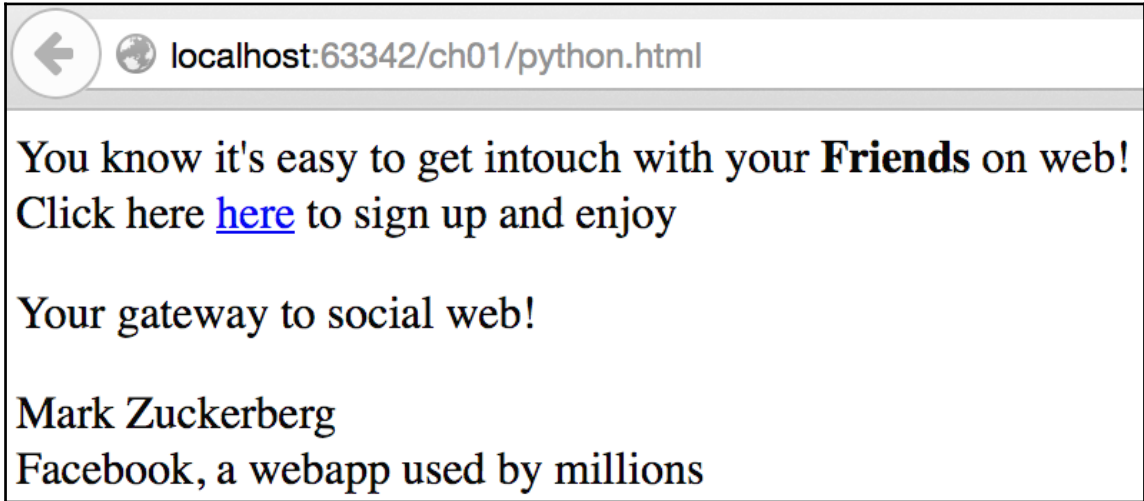 localhost:63342/ch01/python.html
You know it's easy to get intouch with your Friends on web!
Click here here to sign up and enjoy
Your gateway to social web!
Mark Zuckerberg
Facebook, a webapp used by millions